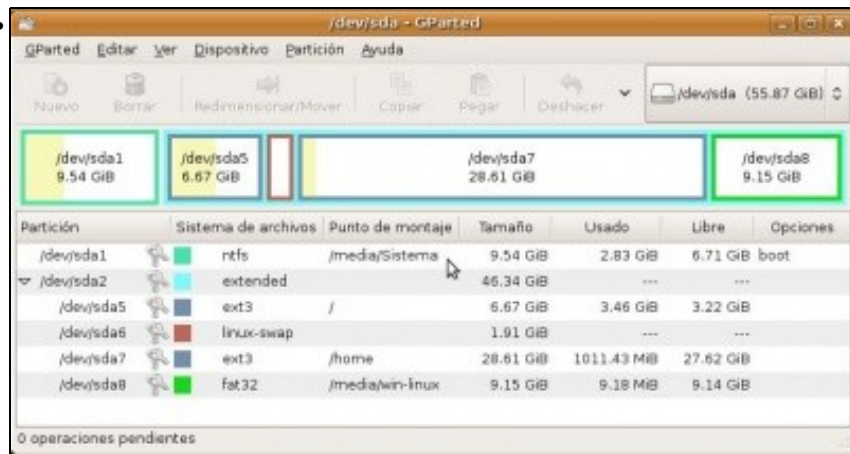 /dev/sda - GParted
GParted Editar Ver Dispositivo Partición Ayuda
Nuevo Borrar Redimensionar/Mover Copiar Pegar Deshacer /dev/sda (55.87 GiB)
/dev/sda1 /dev/sda5 /dev/sda7 /dev/sda8
9.54 GiB 6.67 GiB 28.61 GiB 9.15 GiB
Partición Sistema de archivos Punto de montaje Tamaño Usado Libre Opciones
/dev/sda1 ntfs /media/Sistema 9.54 GiB 2.83 GiB 6.71 GiB boot
/dev/sda2 extended 46.34 GiB --- ---
/dev/sda5 ext3 / 6.67 GiB 3.46 GiB 3.22 GiB
/dev/sda6 linux-swap 1.91 GiB --- ---
/dev/sda7 ext3 /home 28.61 GiB 1011.43 MiB 27.62 GiB
/dev/sda8 fat32 /media/win-linux 9.15 GiB 9.18 MiB 9.14 GiB
0 operaciones pendientes